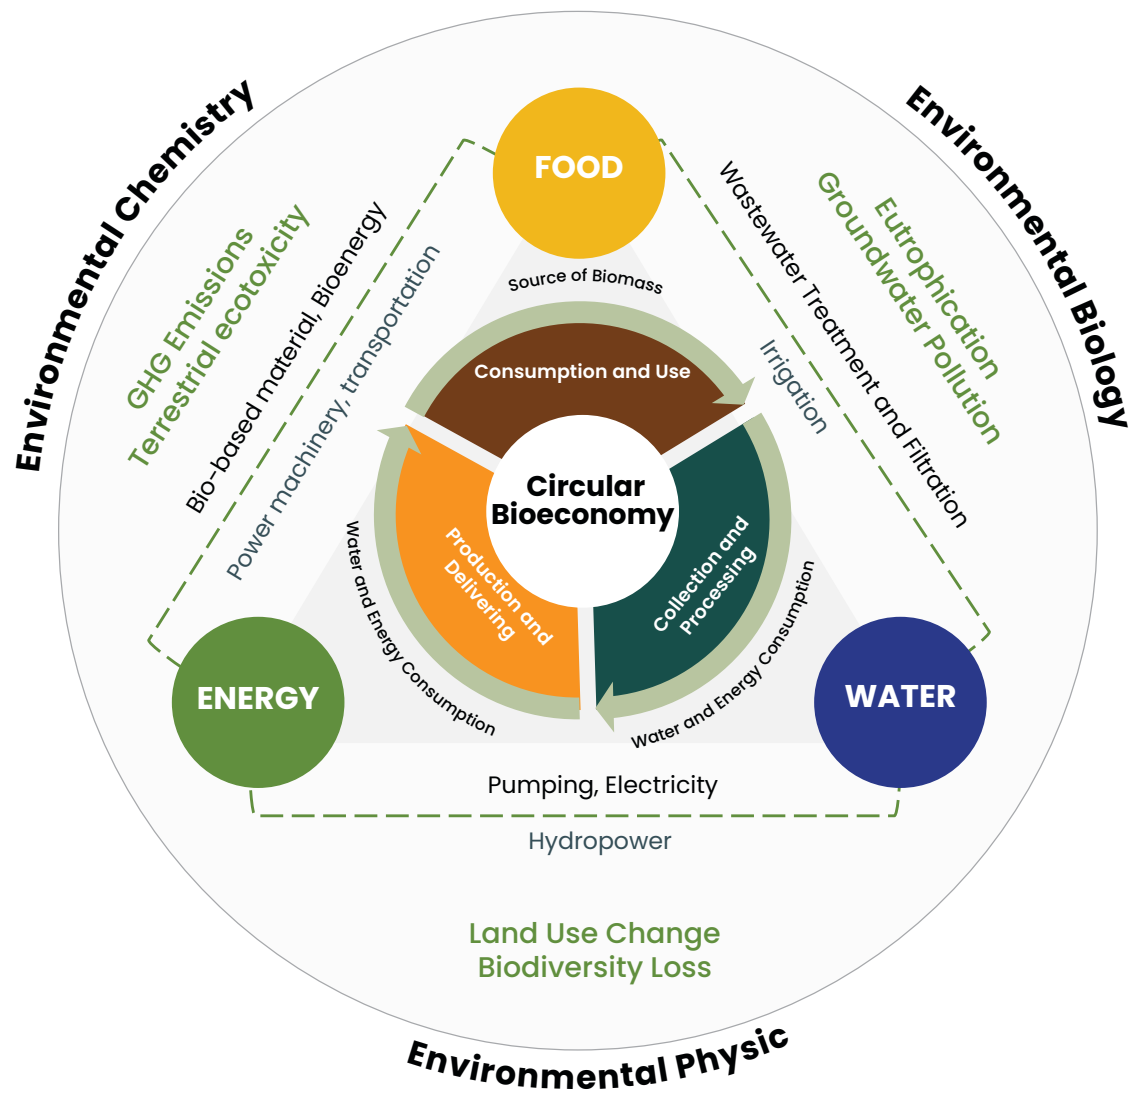 Environmental Chemistry
Environmental Biology
FOOD
GHG Emissions
Terrestrial ecotoxicity
Bio-based material, Bioenergy
Power machinery, transportation
Source of Biomass
Wastewater Treatment and Filtration
Irrigation
Eutrophication
Groundwater Pollution
Consumption and Use
Circular
Bioeconomy
Production and
Delivering
Collection and
Processing
Water and Energy Consumption
Water and Energy Consumption
ENERGY
WATER
Pumping, Electricity
Hydropower
Land Use Change
Biodiversity Loss
Environmental Physic